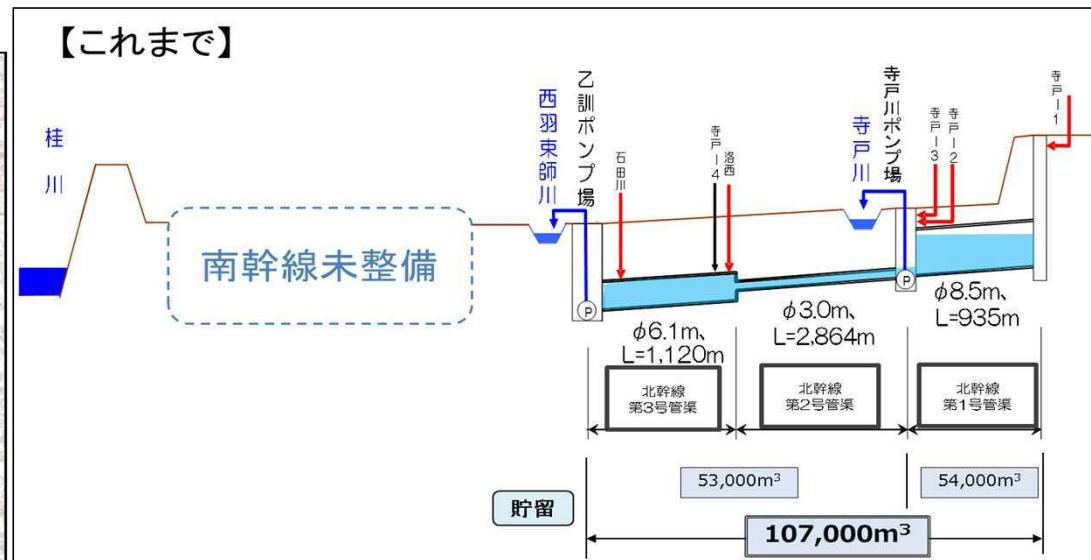 【これまで】
桂川
南幹線未整備
西羽束師川
乙訓ポンプ場
石田川
寺戸ー4
洛西
寺戸川
寺戸川ポンプ場
寺戸ー3
寺戸ー2
寺戸ー1
P
P
φ6.1m、
L=1,120m
φ3.0m、
L=2,864m
φ8.5m、
L=935m
北幹線
第3号管渠
北幹線
第2号管渠
北幹線
第1号管渠
53,000m³
54,000m³
貯留
107,000m³